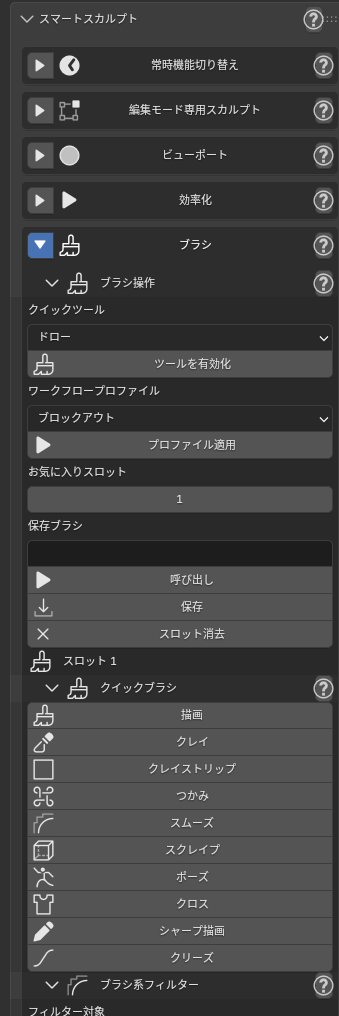 スマートスカルプト
常時機能切り替え
編集モード専用スカルプト
ビューポート
効率化
ブラシ
ブラシ操作
クイックツール
ドロー
ツールを有効化
ワークフロープロファイル
ブロックアウト
プロファイル適用
お気に入りスロット
1
保存ブラシ
呼び出し
保存
スロット消去
スロット 1
クイックブラシ
描画
クレイ
クレイストリップ
つかみ
スムーズ
スクレイプ
ポーズ
クロス
シャープ描画
クリーズ
ブラシ系フィルター
フィルター対象